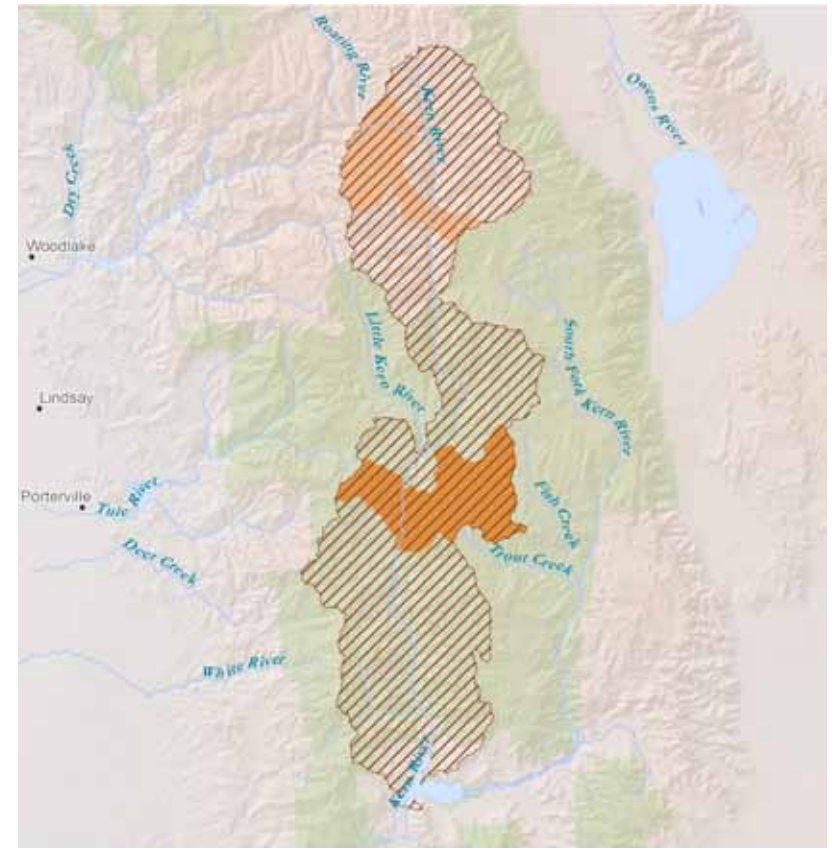 Roaring River
Kern River
Owens River
Dry Creek
Woodlake
Little Kern River
South Fork Kern River
Lindsay
Porterville
Tule River
Fish Creek
Trout Creek
Deer Creek
White River
Kern River